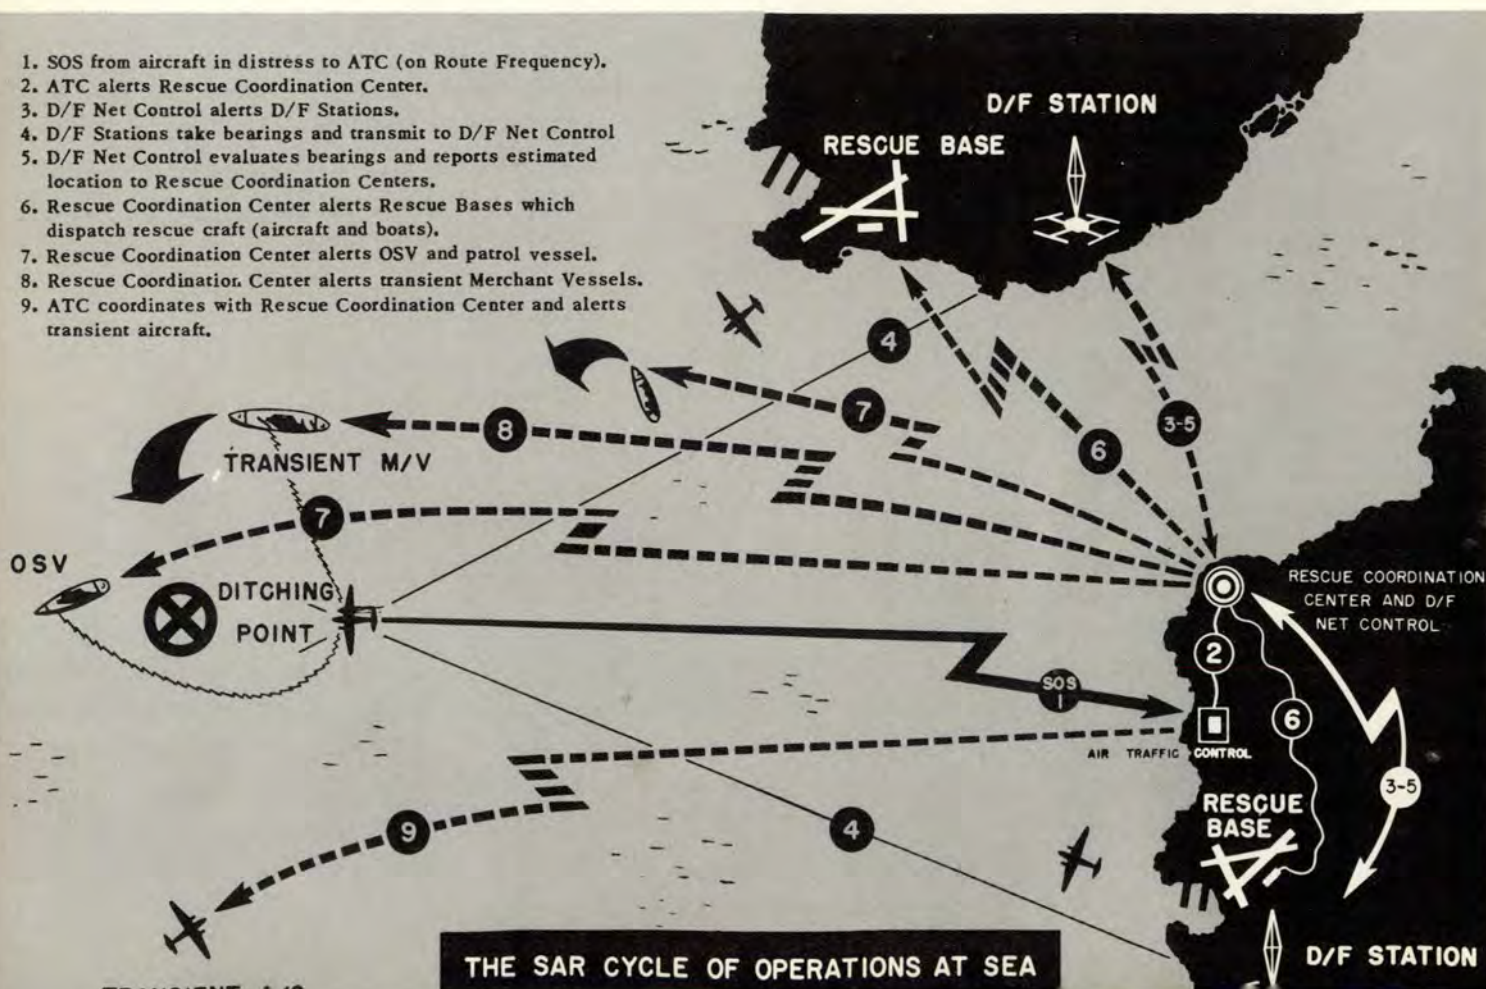 1. SOS from aircraft in distress to ATC (on Route Frequency).
2. ATC alerts Rescue Coordination Center.
3. D/F Net Control alerts D/F Stations.
4. D/F Stations take bearings and transmit to D/F Net Control
5. D/F Net Control evaluates bearings and reports estimated
location to Rescue Coordination Centers.
6. Rescue Coordination Center alerts Rescue Bases which
dispatch rescue craft (aircraft and boats).
7. Rescue Coordination Center alerts OSV and patrol vessel.
8. Rescue Coordination Center alerts transient Merchant Vessels.
9. ATC coordinates with Rescue Coordination Center and alerts
transient aircraft.
D/F STATION
RESCUE BASE
4
7
8
6
3-5
TRANSIENT M/V
7
OSV
DITCHING
POINT
RESCUE COORDINATION
CENTER AND D/F
NET CONTROL
2
SOS
1
6
AIR TRAFFIC CONTROL
3-5
RESCUE
BASE
9
4
THE SAR CYCLE OF OPERATIONS AT SEA
D/F STATION
TRANSIENT